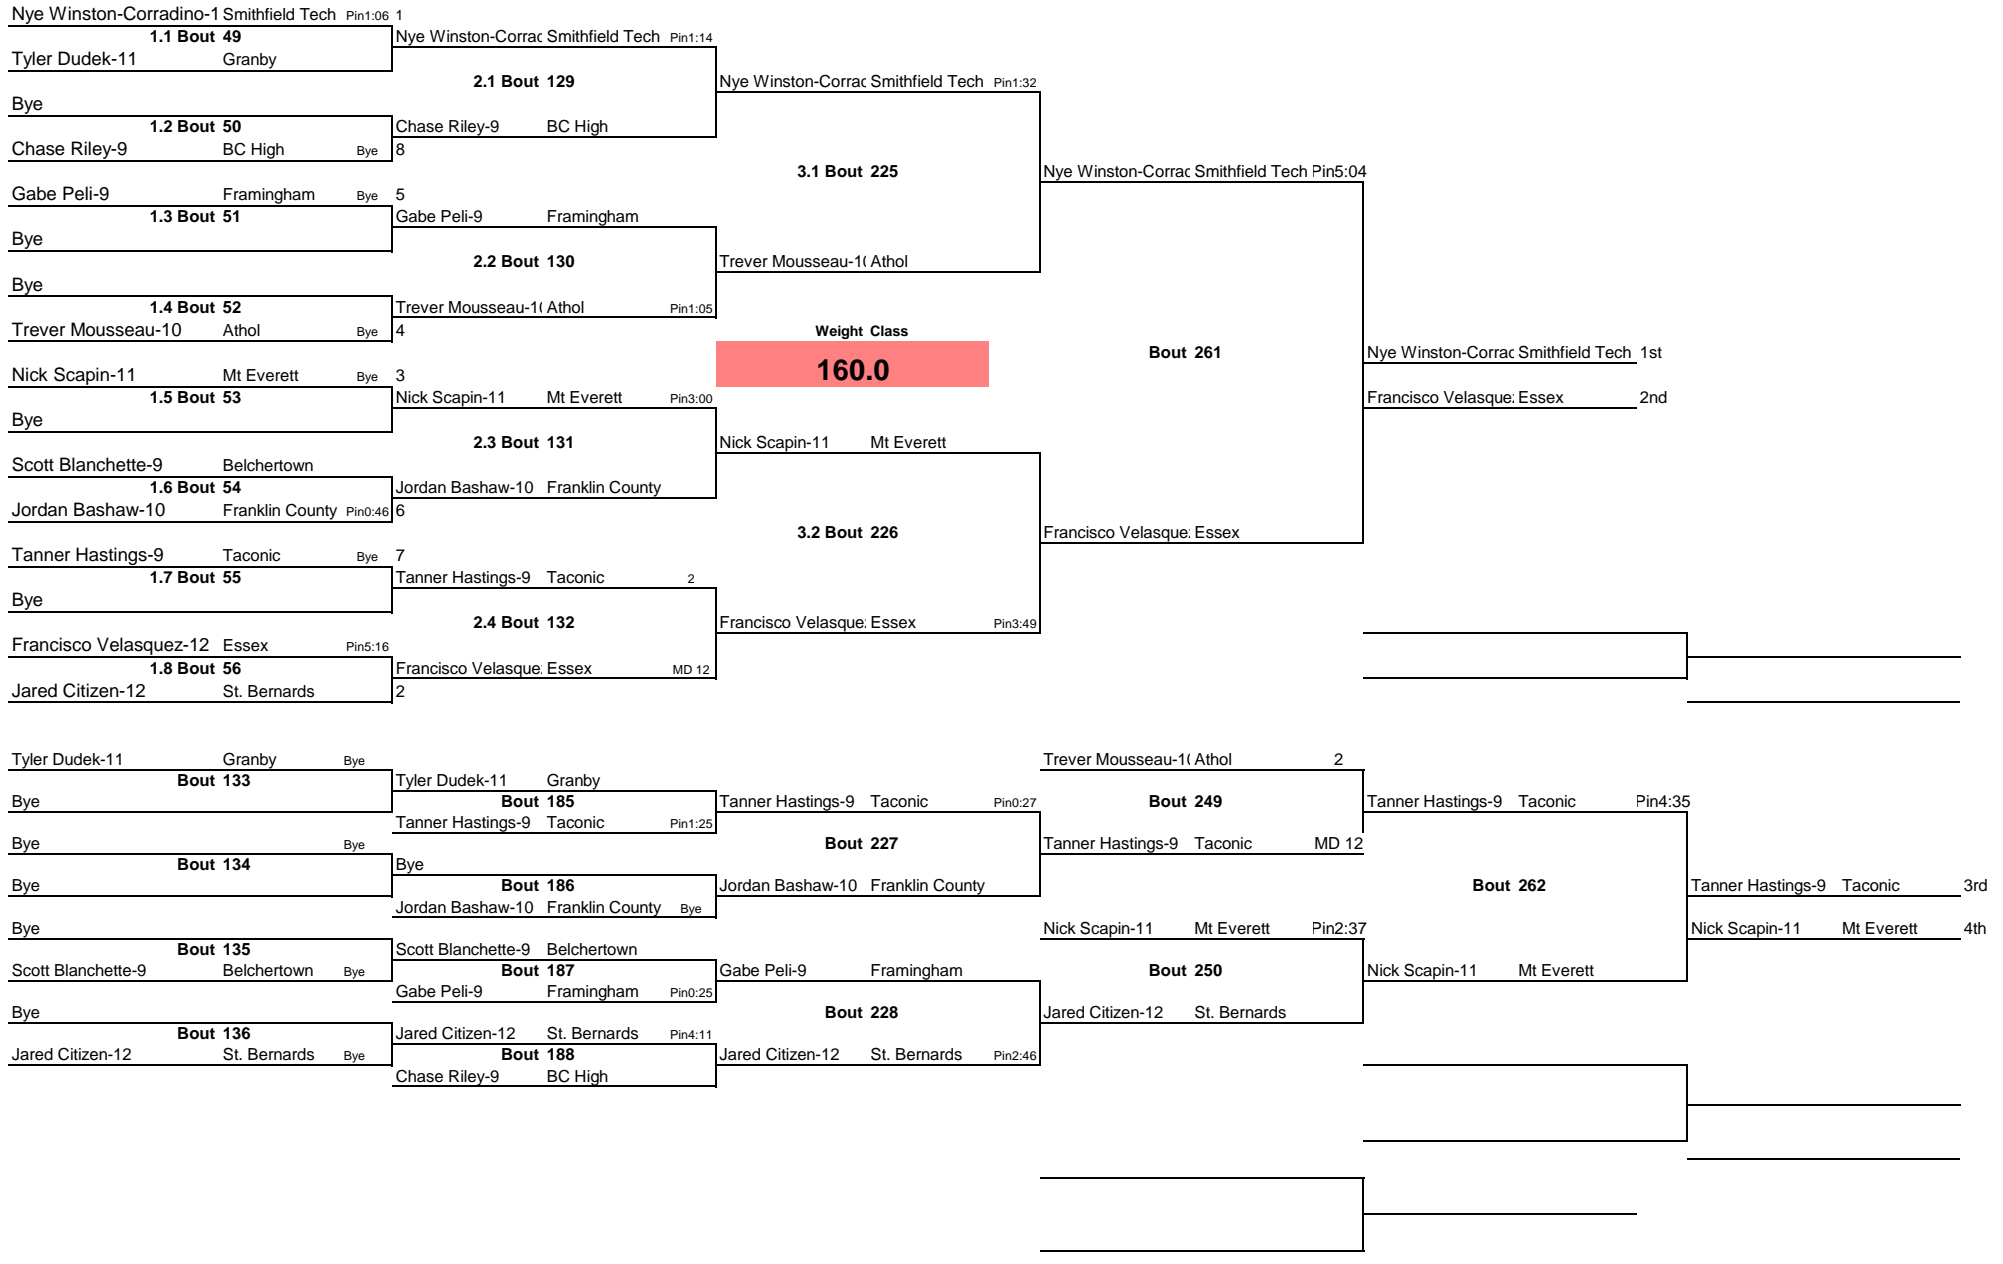 Nye Winston-Corradino-1 Smithfield Tech Pin1:06 1
1.1 Bout 49 Nye Winston-Corrac Smithfield Tech Pin1:14
Tyler Dudek-11 Granby
2.1 Bout 129 Nye Winston-Corrac Smithfield Tech Pin1:32
Bye
1.2 Bout 50 Chase Riley-9 BC High
Chase Riley-9 BC High Bye 8
3.1 Bout 225 Nye Winston-Corrac Smithfield Tech Pin5:04
Gabe Peli-9 Framingham Bye 5
1.3 Bout 51 Gabe Peli-9 Framingham
Bye
2.2 Bout 130 Trever Mousseau-1( Athol
Bye
1.4 Bout 52 Trever Mousseau-1( Athol Pin1:05
Trever Mousseau-10 Athol Bye 4 Weight Class
Bout 261 Nye Winston-Corrac Smithfield Tech 1st
Nick Scapin-11 Mt Everett Bye 3 160.0
1.5 Bout 53 Nick Scapin-11 Mt Everett Pin3:00 Francisco Velasque: Essex 2nd
Bye
2.3 Bout 131 Nick Scapin-11 Mt Everett
Scott Blanchette-9 Belchertown
1.6 Bout 54 Jordan Bashaw-10 Franklin County
Jordan Bashaw-10 Franklin County Pin0:46 6
3.2 Bout 226 Francisco Velasque: Essex
Tanner Hastings-9 Taconic Bye 7
1.7 Bout 55 Tanner Hastings-9 Taconic 2
Bye
2.4 Bout 132 Francisco Velasque: Essex Pin3:49
Francisco Velasquez-12 Essex Pin5:16
1.8 Bout 56 Francisco Velasque: Essex MD 12
Jared Citizen-12 St. Bernards 2
Tyler Dudek-11 Granby Bye Trever Mousseau-1( Athol 2
Bout 133 Tyler Dudek-11 Granby
Bye Bout 185 Tanner Hastings-9 Taconic Pin0:27 Bout 249 Tanner Hastings-9 Taconic Pin4:35
Tanner Hastings-9 Taconic Pin1:25
Bye Bye Bout 227 Tanner Hastings-9 Taconic MD 12
Bout 134 Bye
Bye Bout 186 Jordan Bashaw-10 Franklin County Bout 262 Tanner Hastings-9 Taconic 3rd
Jordan Bashaw-10 Franklin County Bye
Bye Nick Scapin-11 Mt Everett Pin2:37 Nick Scapin-11 Mt Everett 4th
Bout 135 Scott Blanchette-9 Belchertown
Scott Blanchette-9 Belchertown Bye Bout 187 Gabe Peli-9 Framingham Bout 250 Nick Scapin-11 Mt Everett
Gabe Peli-9 Framingham Pin0:25
Bye Bout 228 Jared Citizen-12 St. Bernards
Bout 136 Jared Citizen-12 St. Bernards Pin4:11
Jared Citizen-12 St. Bernards Bye Bout 188 Jared Citizen-12 St. Bernards Pin2:46
Chase Riley-9 BC High